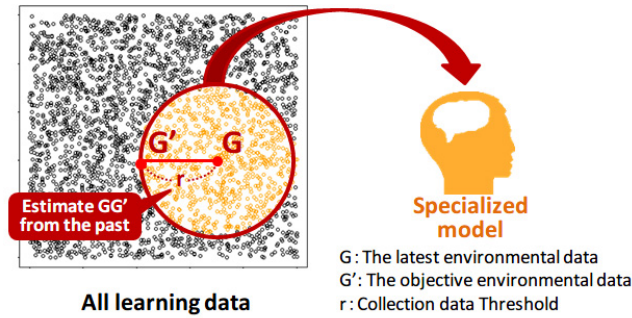 G’
G
r
Estimate GG’
from the past
All learning data
Specialized
model
G : The latest environmental data
G’: The objective environmental data
r : Collection data Threshold